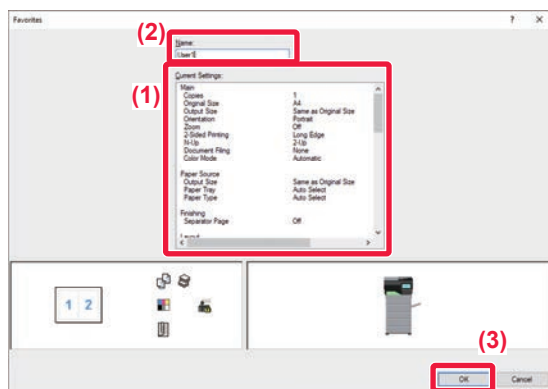 Favorites ? X
(2)
Name:
User1
(1)
Current Settings:
Main
Copies 1
Original Size A4
Output Size Same as Original Size
Orientation Portrait
Zoom Off
2-Sided Printing Long Edge
N-Up 2-Up
Document Filing None
Color Mode Automatic
Paper Source
Output Size Same as Original Size
Paper Tray Auto Select
Paper Type Auto Select
Finishing
Separator Page Off
1 2
(3)
OK Cancel